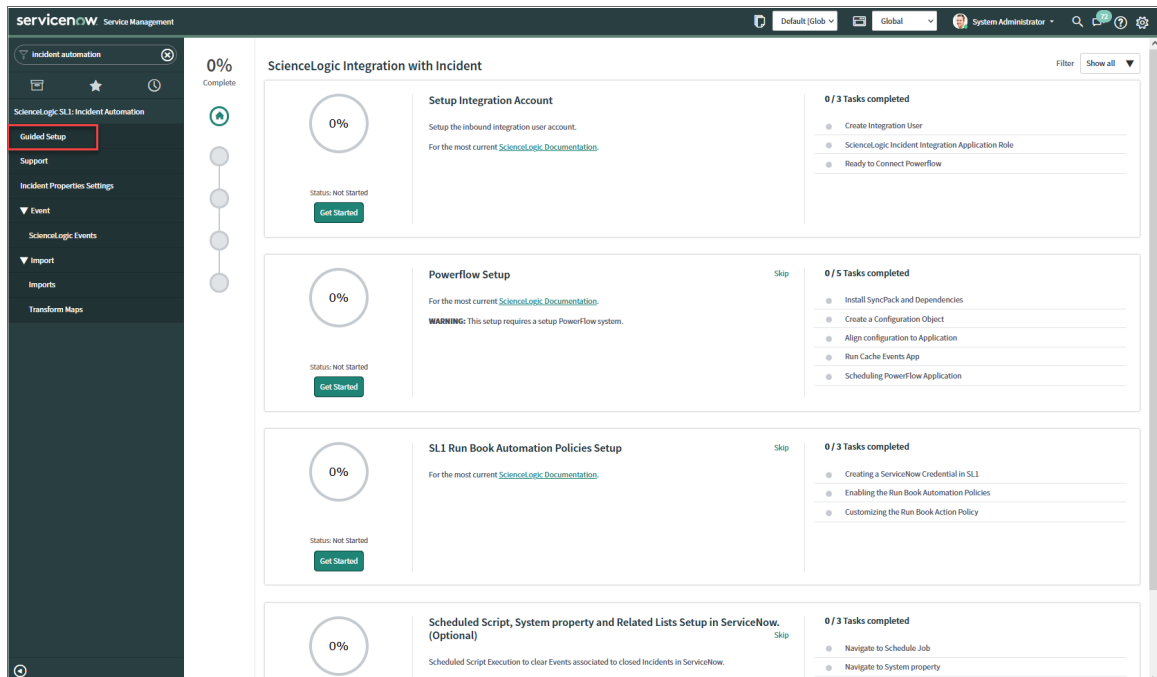 servicenow Service Management
Default (Glob
Global
System Administrator
73
incident automation
ScienceLogic SL1: Incident Automation
Guided Setup
Support
Incident Properties Settings
Event
ScienceLogic Events
Import
Imports
Transform Maps
0%
Complete
ScienceLogic Integration with Incident
Filter Show all
0%
Status: Not Started
Get Started
Setup Integration Account
Setup the inbound integration user account.
For the most current ScienceLogic Documentation.
0 / 3 Tasks completed
Create Integration User
ScienceLogic Incident Integration Application Role
Ready to Connect Powerflow
0%
Status: Not Started
Get Started
Powerflow Setup
Skip
For the most current ScienceLogic Documentation.
WARNING: This setup requires a setup PowerFlow system.
0 / 5 Tasks completed
Install SyncPack and Dependencies
Create a Configuration Object
Align configuration to Application
Run Cache Events App
Scheduling PowerFlow Application
0%
Status: Not Started
Get Started
SL1 Run Book Automation Policies Setup
Skip
For the most current ScienceLogic Documentation.
0 / 3 Tasks completed
Creating a ServiceNow Credential in SL1
Enabling the Run Book Automation Policies
Customizing the Run Book Action Policy
0%
Scheduled Script, System property and Related Lists Setup in ServiceNow.
(Optional)
Skip
Scheduled Script Execution to clear Events associated to closed Incidents in ServiceNow.
0 / 3 Tasks completed
Navigate to Schedule Job
Navigate to System property